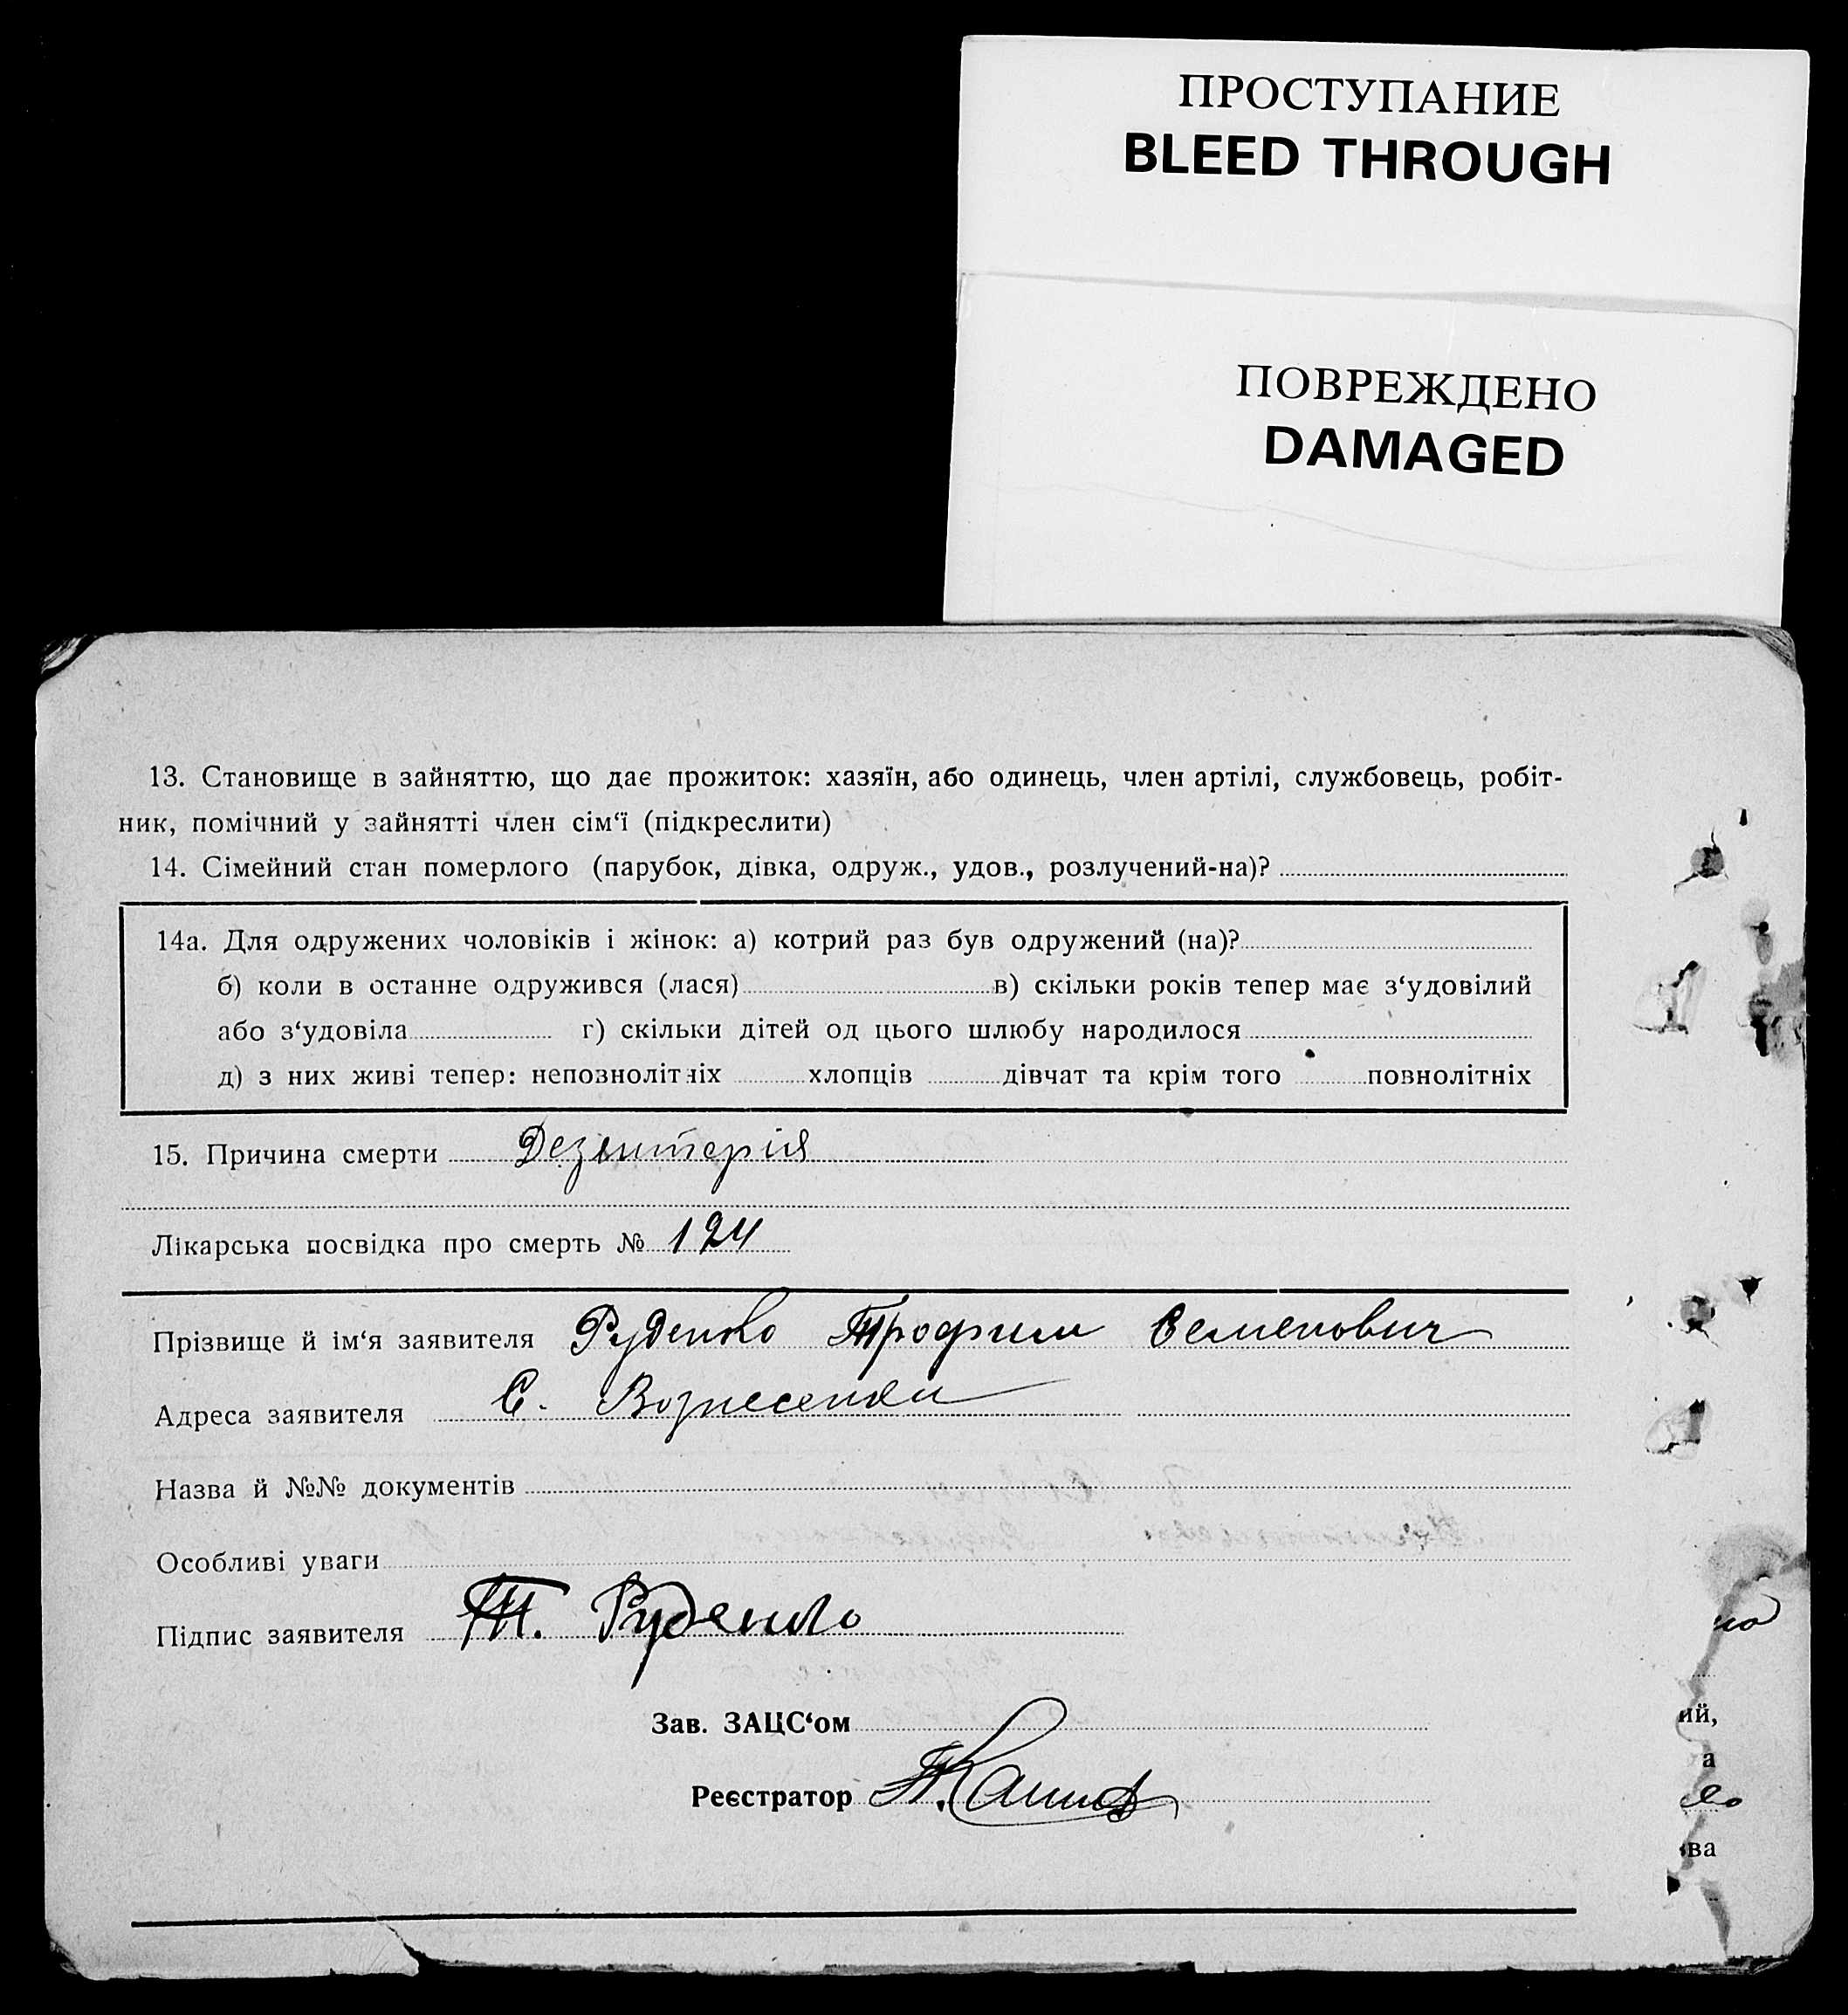 ПРОСТУПАНИЕ
BLEED THROUGH
ПОВРЕЖДЕНО
DAMAGED
13. Становище в зайняттю, що дає прожиток: хазяїн, або одинець, член артілі, службовець, робіт-
ник, помічний у зайнятті член сім‘ї (підкреслити)
14. Сімейний стан померлого (парубок, дівка, одруж., удов., розлучений-на)?
14а. Для одружених чоловіків і жінок: а) котрий раз був одружений (на)?
б) коли в останне одружився (лася) в) скільки років тепер має з‘удовілий
або з‘удовіла г) скільки дітей од цього шлюбу народилося
д) з них живі тепер: неповнолітніх хлопців дівчат та крім того повнолітніх
15. Причина смерти Дезентерія
Лікарська посвідка про смерть № 124
Прізвище й ім‘я заявителя Руденко Трофим Семенович
Адреса заявителя С. Вознесенка
Назва й №№ документів
Особливі уваги
Підпис заявителя Т. Руденко
но
Зав. ЗАЦС‘ом
ий,
а
Реєстратор
ва